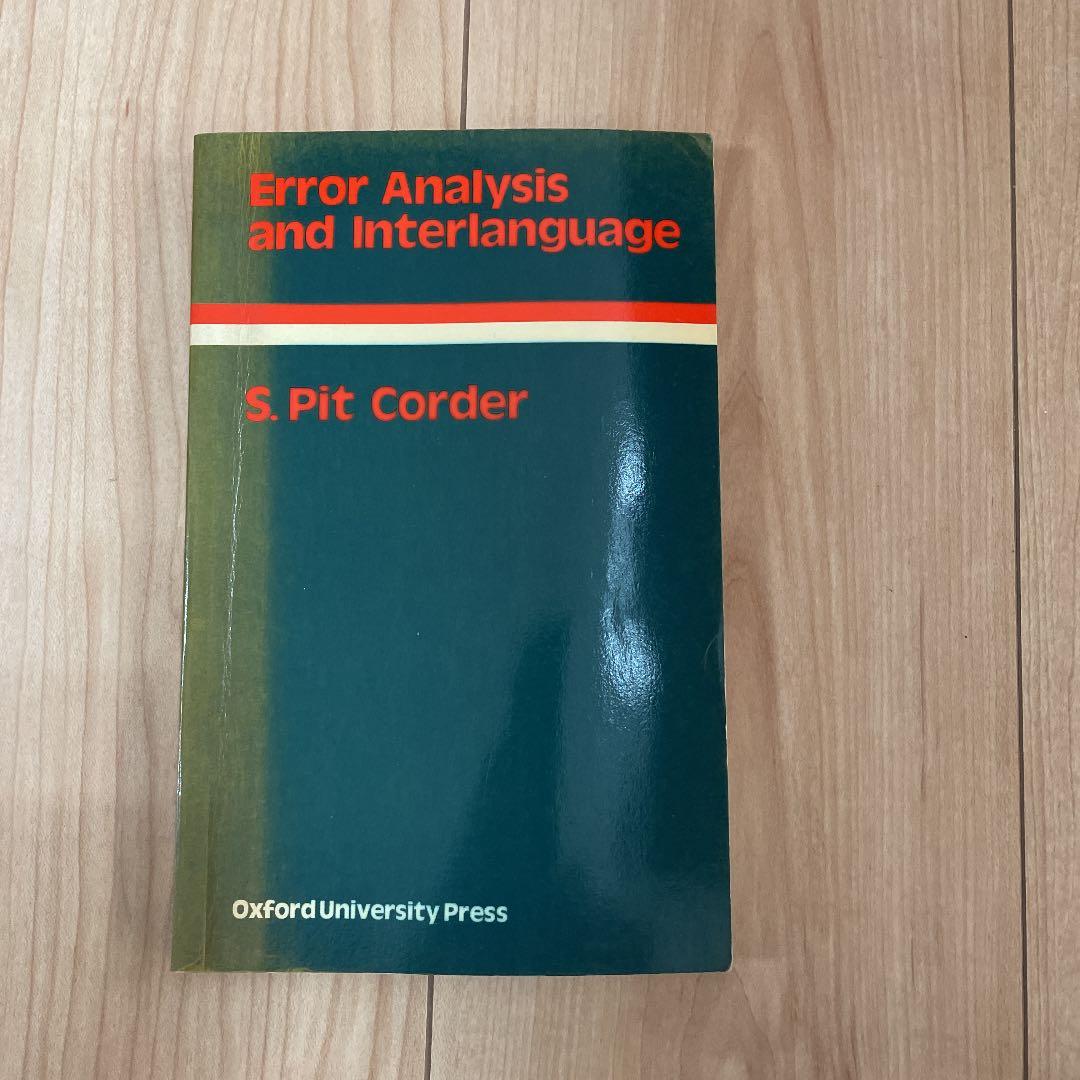 Error Analysis
and Interlanguage
S. Pit Corder
Oxford University Press